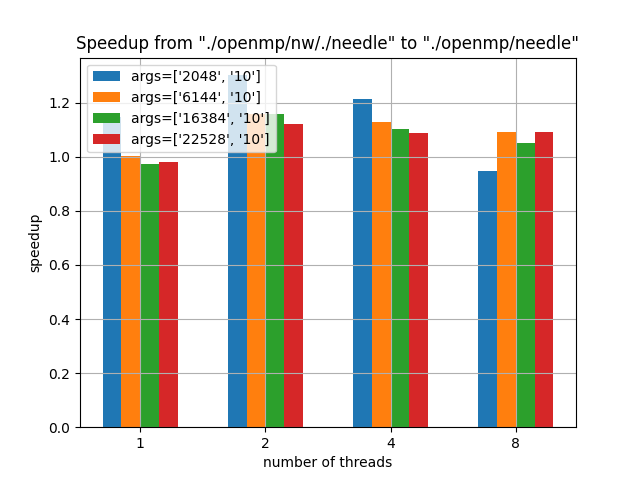 Speedup from "./openmp/nw/./needle" to "./openmp/needle"
args=['2048', '10']
args=['6144', '10']
args=['16384', '10']
args=['22528', '10']
1.2
1.0
0.8
0.6
0.4
0.2
0.0
speedup
1 2 4 8
number of threads